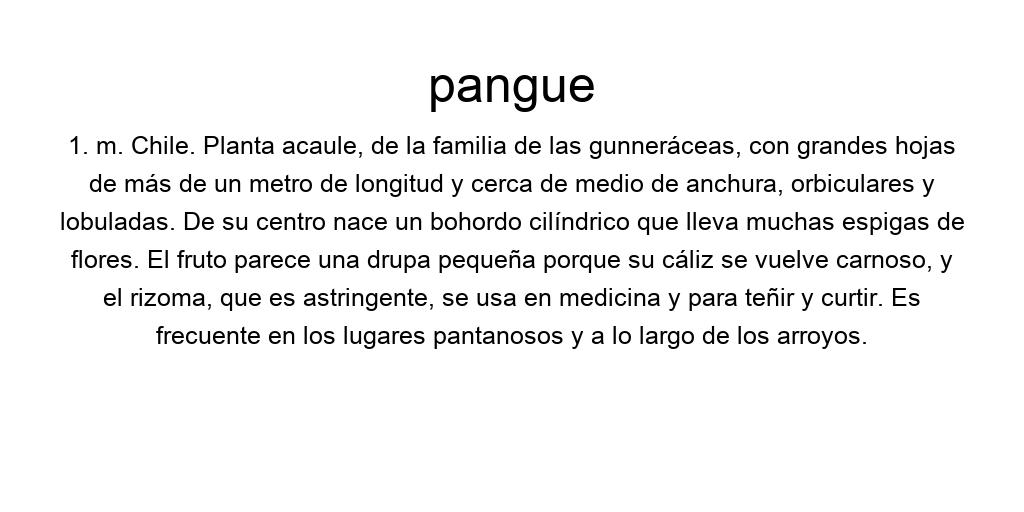 pangue
1. m. Chile. Planta acaule, de la familia de las gunneráceas, con grandes hojas
de más de un metro de longitud y cerca de medio de anchura, orbiculares y
lobuladas. De su centro nace un bohordo cilíndrico que lleva muchas espigas de
flores. El fruto parece una drupa pequeña porque su cáliz se vuelve carnoso, y
el rizoma, que es astringente, se usa en medicina y para teñir y curtir. Es
frecuente en los lugares pantanosos y a lo largo de los arroyos.